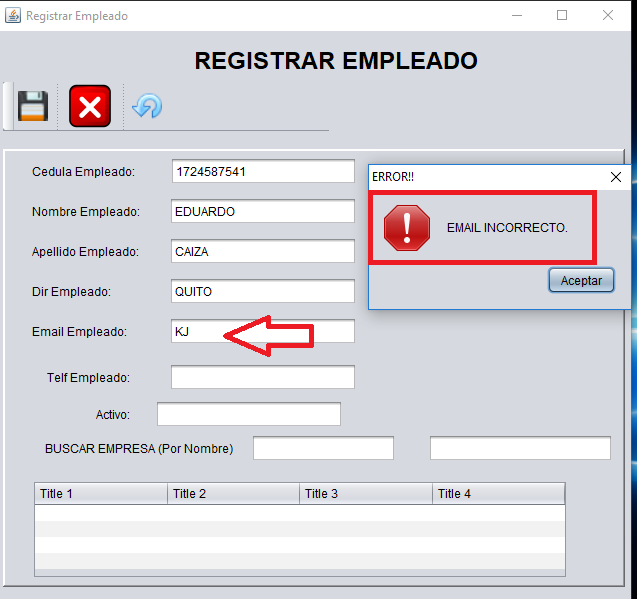 Registrar Empleado
REGISTRAR EMPLEADO
Cedula Empleado: 1724587541
Nombre Empleado: EDUARDO
Apellido Empleado: CAIZA
Dir Empleado: QUITO
Email Empleado: KJ
Telf Empleado:
Activo:
BUSCAR EMPRESA (Por Nombre)
Title 1 Title 2 Title 3 Title 4
ERROR!!
EMAIL INCORRECTO.
Aceptar